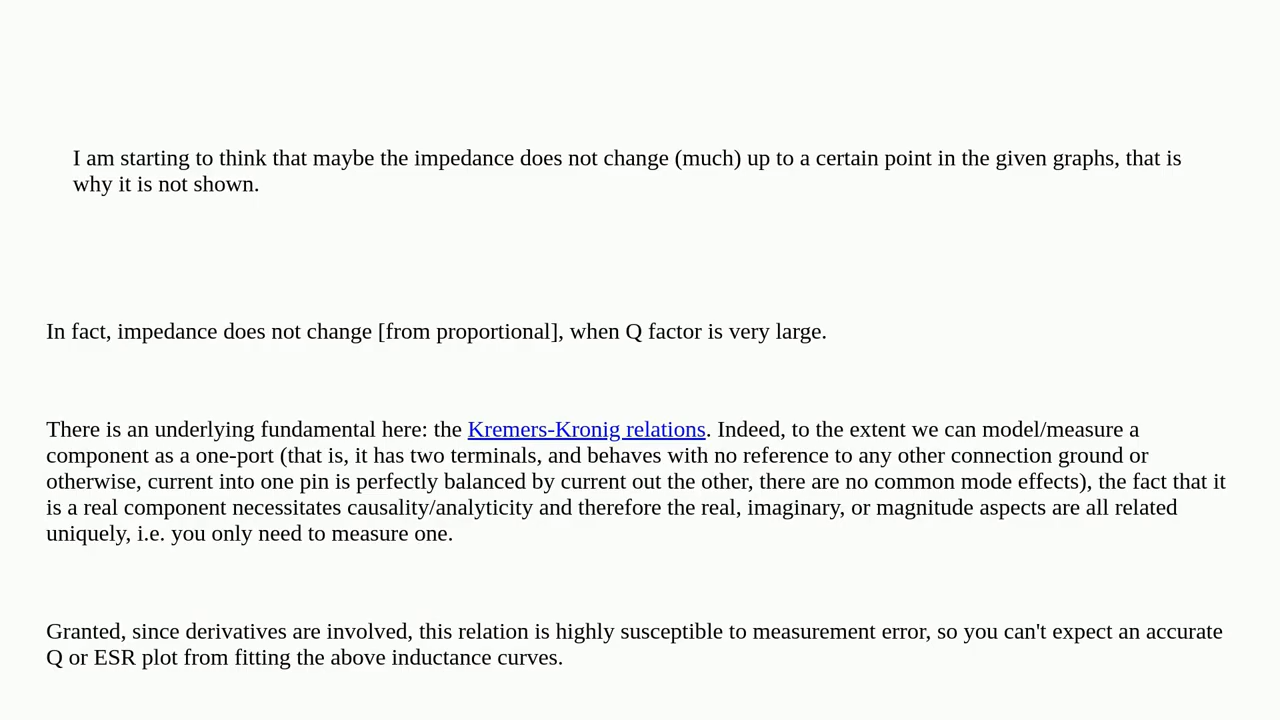 I am starting to think that maybe the impedance does not change (much) up to a certain point in the given graphs, that is
why it is not shown.
In fact, impedance does not change [from proportional], when Q factor is very large.
There is an underlying fundamental here: the Kremers-Kronig relations. Indeed, to the extent we can model/measure a
component as a one-port (that is, it has two terminals, and behaves with no reference to any other connection ground or
otherwise, current into one pin is perfectly balanced by current out the other, there are no common mode effects), the fact that it
is a real component necessitates causality/analyticity and therefore the real, imaginary, or magnitude aspects are all related
uniquely, i.e. you only need to measure one.
Granted, since derivatives are involved, this relation is highly susceptible to measurement error, so you can't expect an accurate
Q or ESR plot from fitting the above inductance curves.